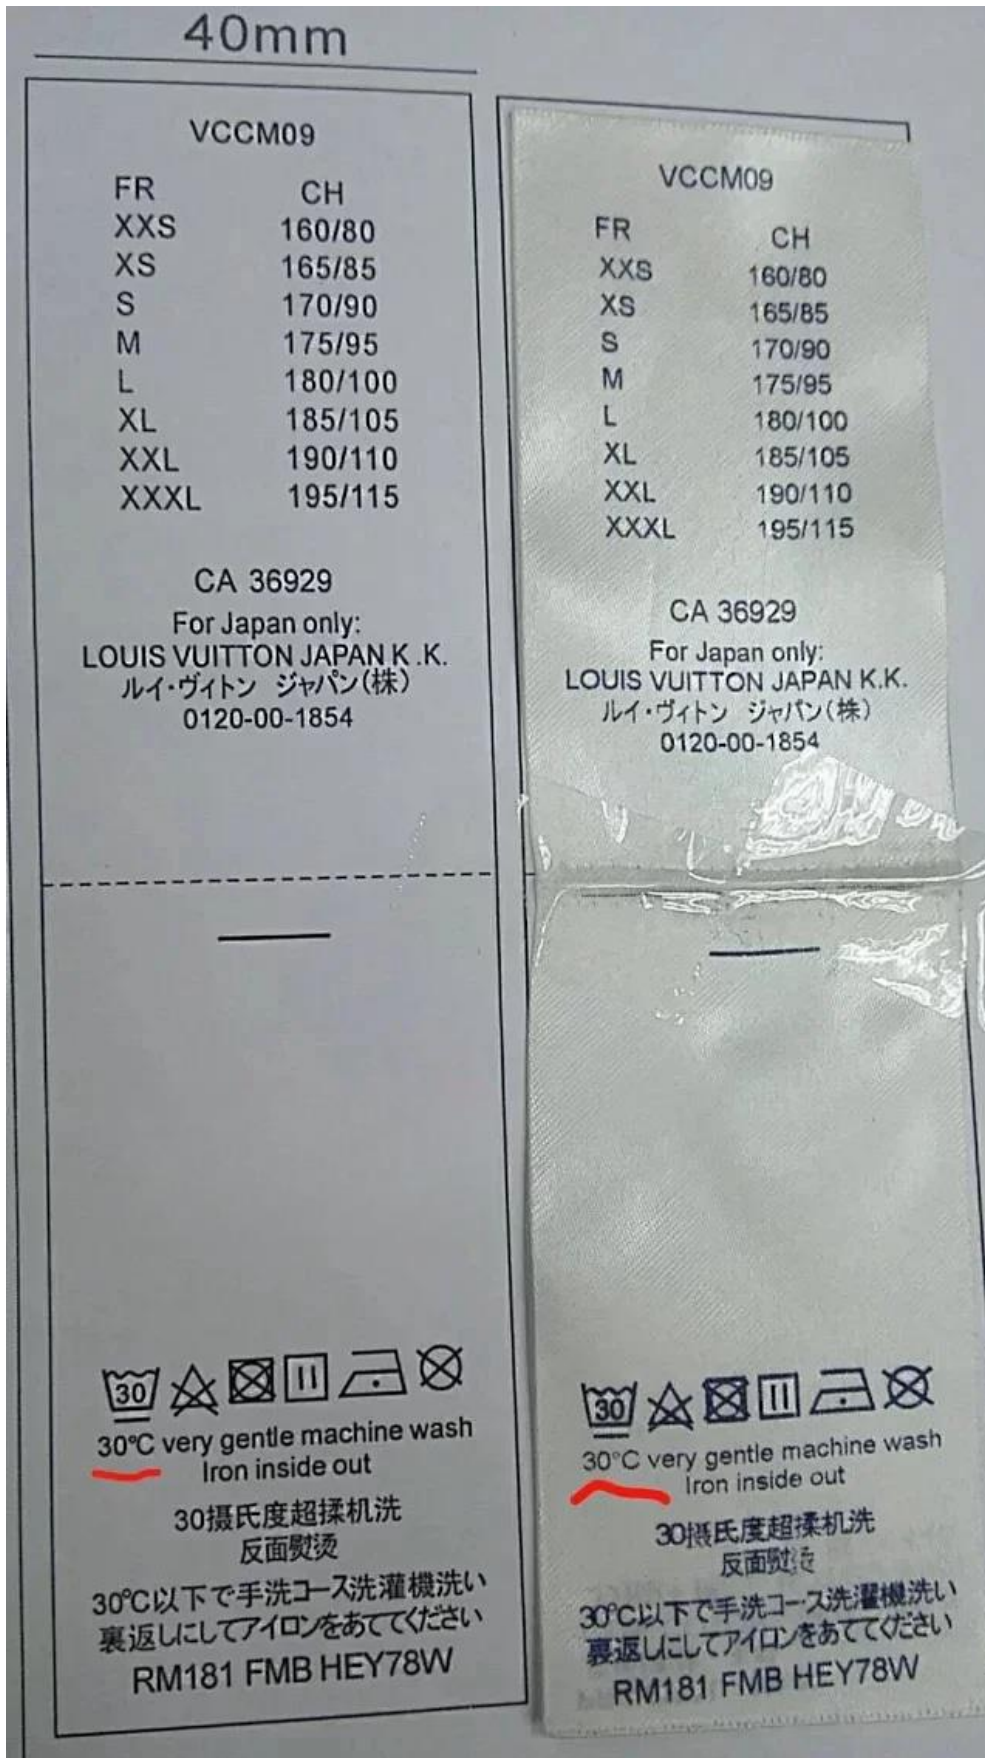 40mm
VCCM09
FR CH
XXS 160/80
XS 165/85
S 170/90
M 175/95
L 180/100
XL 185/105
XXL 190/110
XXXL 195/115
CA 36929
For Japan only:
LOUIS VUITTON JAPAN K .K.
ルイ・ヴィトン ジャパン(株)
0120-00-1854
30
30℃ very gentle machine wash
Iron inside out
30摄氏度超揉机洗
反面熨烫
30℃以下で手洗コース洗灌機洗い
裏返しにしてアイロンをあててください
RM181 FMB HEY78W
VCCM09
FR CH
XXS 160/80
XS 165/85
S 170/90
M 175/95
L 180/100
XL 185/105
XXL 190/110
XXXL 195/115
CA 36929
For Japan only:
LOUIS VUITTON JAPAN K.K.
ルイ・ヴィトン ジャパン(株)
0120-00-1854
30
30°C very gentle machine wash
Iron inside out
30摄氏度超揉机洗
反面熨烫
30℃以下で手洗コース洗濯機洗い
裏返しにしてアイロンをあててください
RM181 FMB HEY78W